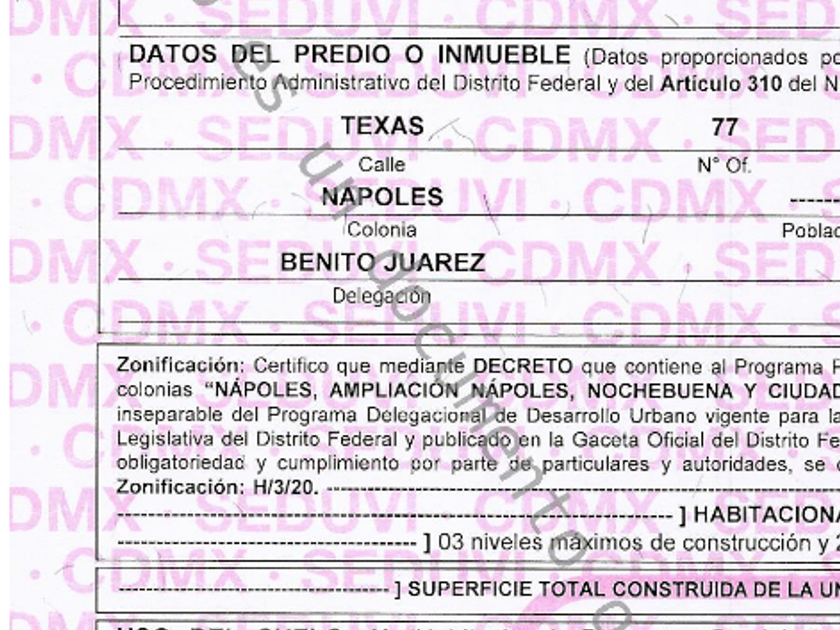 DATOS DEL PREDIO O INMUEBLE (Datos proporcionados
Procedimiento Administrativo del Distrito Federal y del Artículo 310 del
TEXAS 77
Calle N° Of.
NAPOLES -----
Colonia
BENITO JUAREZ
Delegación
Zonificación: Certifico que mediante DECRETO que contiene al Programa
colonias "NÁPOLES, AMPLIACIÓN NÁPOLES, NOCHEBUENA Y CIUDAD
inseparable del Programa Delegacional de Desarrollo Urbano vigente para la
Legislativa del Distrito Federal y publicado en la Gaceta Oficial del Distrito
obligatoriedad y cumplimiento por parte de particulares y autoridades, se
Zonificación: H/3/20. -----
----- ] HABITACIONA
----- ] 03 niveles máximos de construcción y
----- ] SUPERFICIE TOTAL CONSTRUIDA DE LA
es un documento
SEDUVI · CDMX